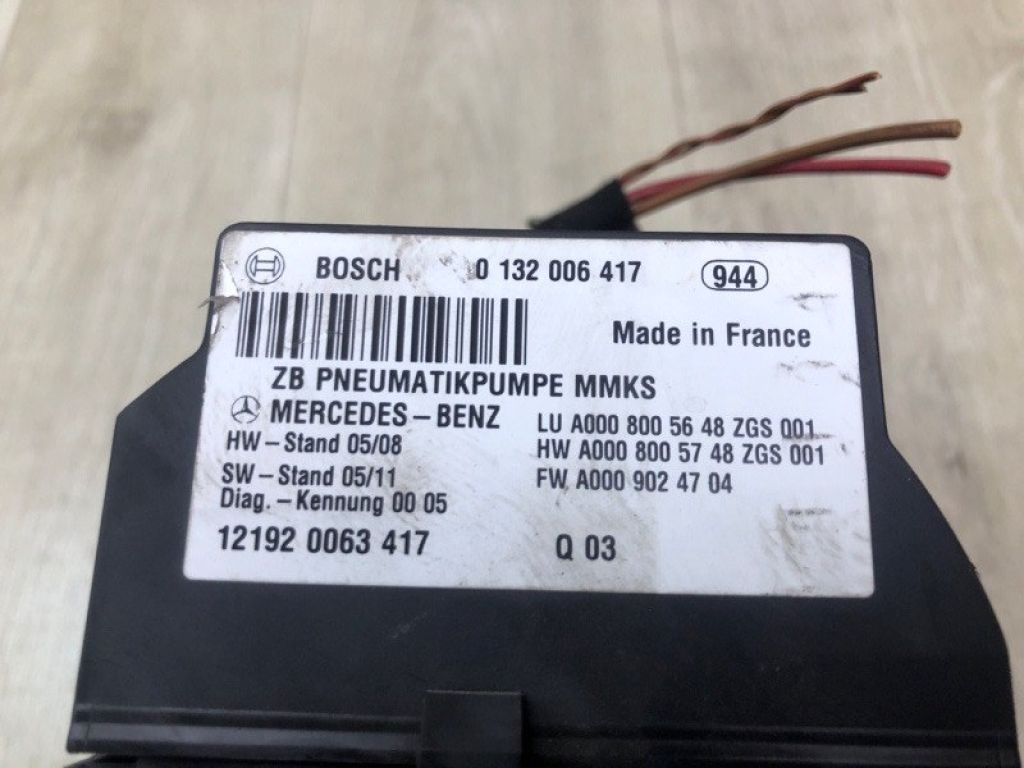 BOSCH 0 132 006 417 944
Made in France
ZB PNEUMATIKPUMPE MMKS
MERCEDES-BENZ
LU A000 800 56 48 ZGS 001
HW-Stand 05/08
HW A000 800 57 48 ZGS 001
SW-Stand 05/11
FW A000 902 47 04
Diag.-Kennung 00 05
12192 0063 417
Q 03